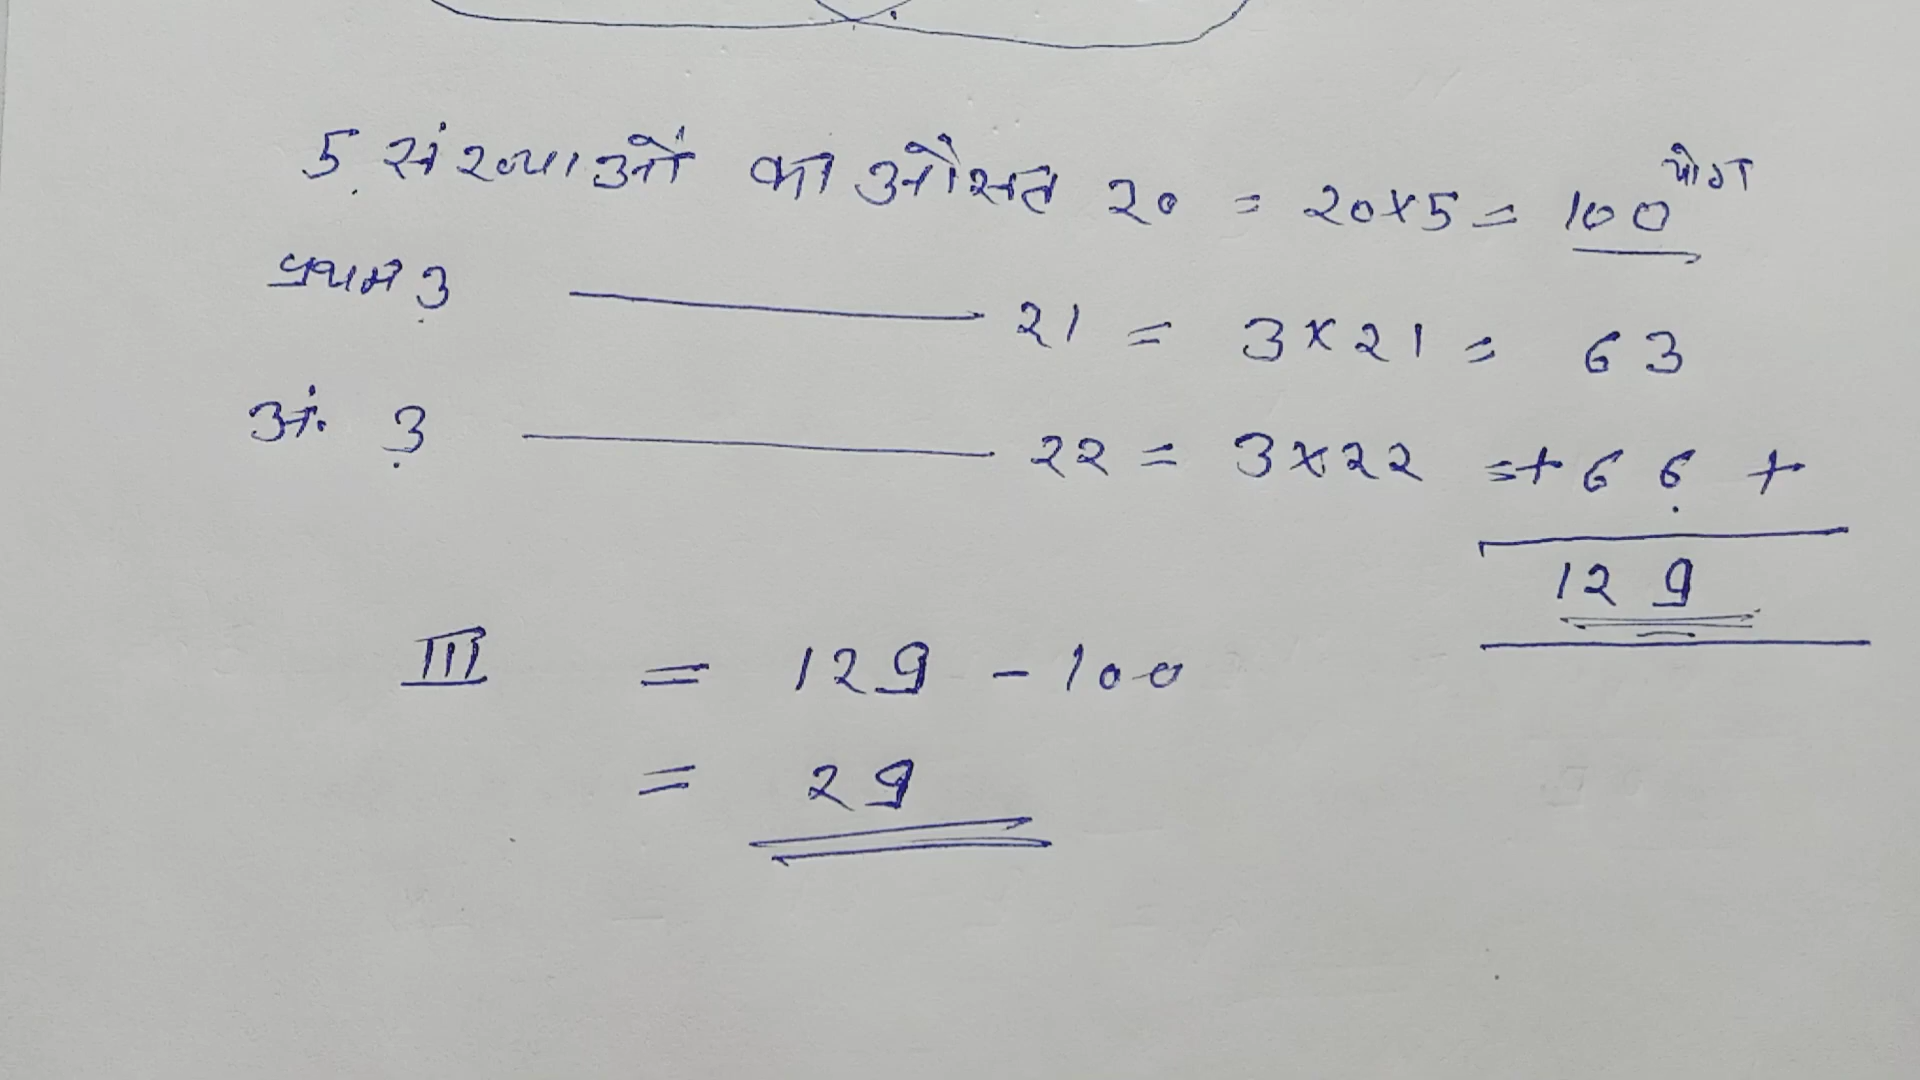 5 संख्याओं का औसत 20 = 20×5 = 100 योग
प्रथम 3 —— 21 = 3×21 = 63
अं. 3 —— 22 = 3×22 =+ 66 +
129
III = 129 - 100
= 29